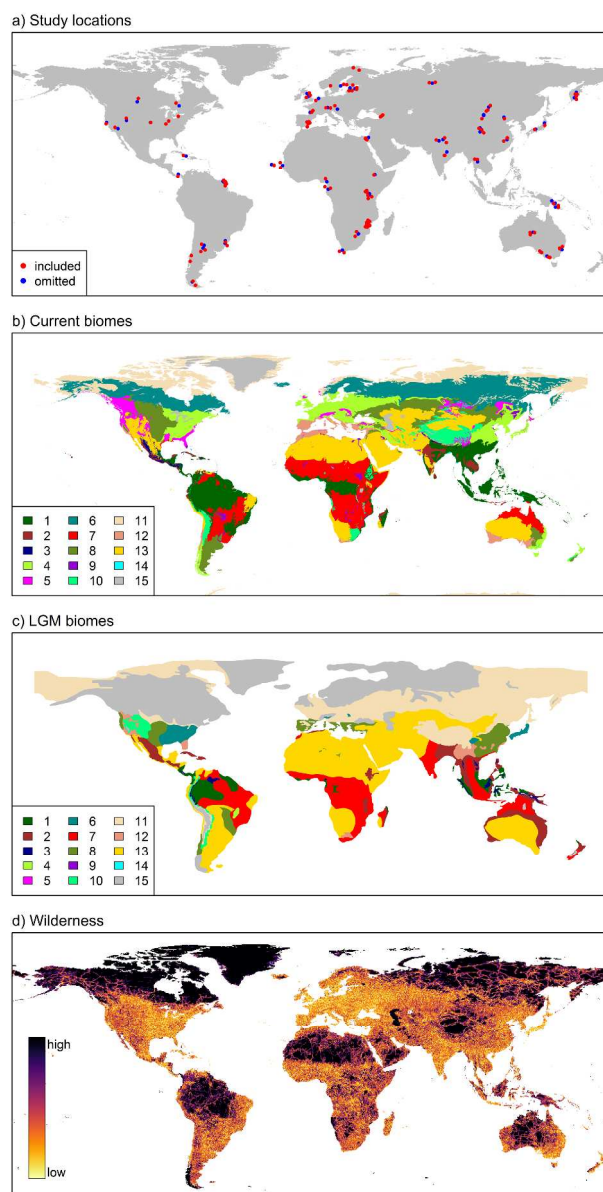 a) Study locations
included
omitted
b) Current biomes
1 6 11
2 7 12
3 8 13
4 9 14
5 10 15
c) LGM biomes
1 6 11
2 7 12
3 8 13
4 9 14
5 10 15
d) Wilderness
high
low